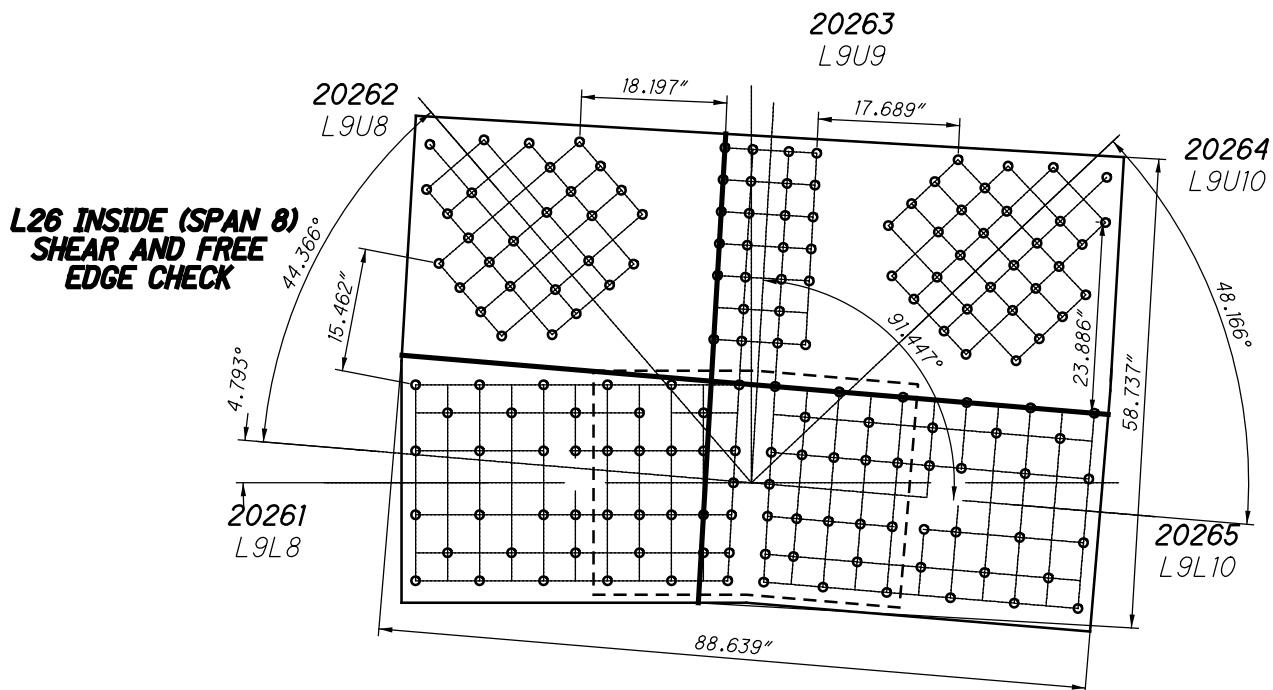 20263
L9U9
18.197"
17.689"
20262
L9U8
20264
L9U10
L26 INSIDE (SPAN 8)
SHEAR AND FREE
EDGE CHECK
44.366°
15.462"
4.793°
91.447°
23.886"
48.166°
58.737"
20261
L9L8
20265
L9L10
88.639"